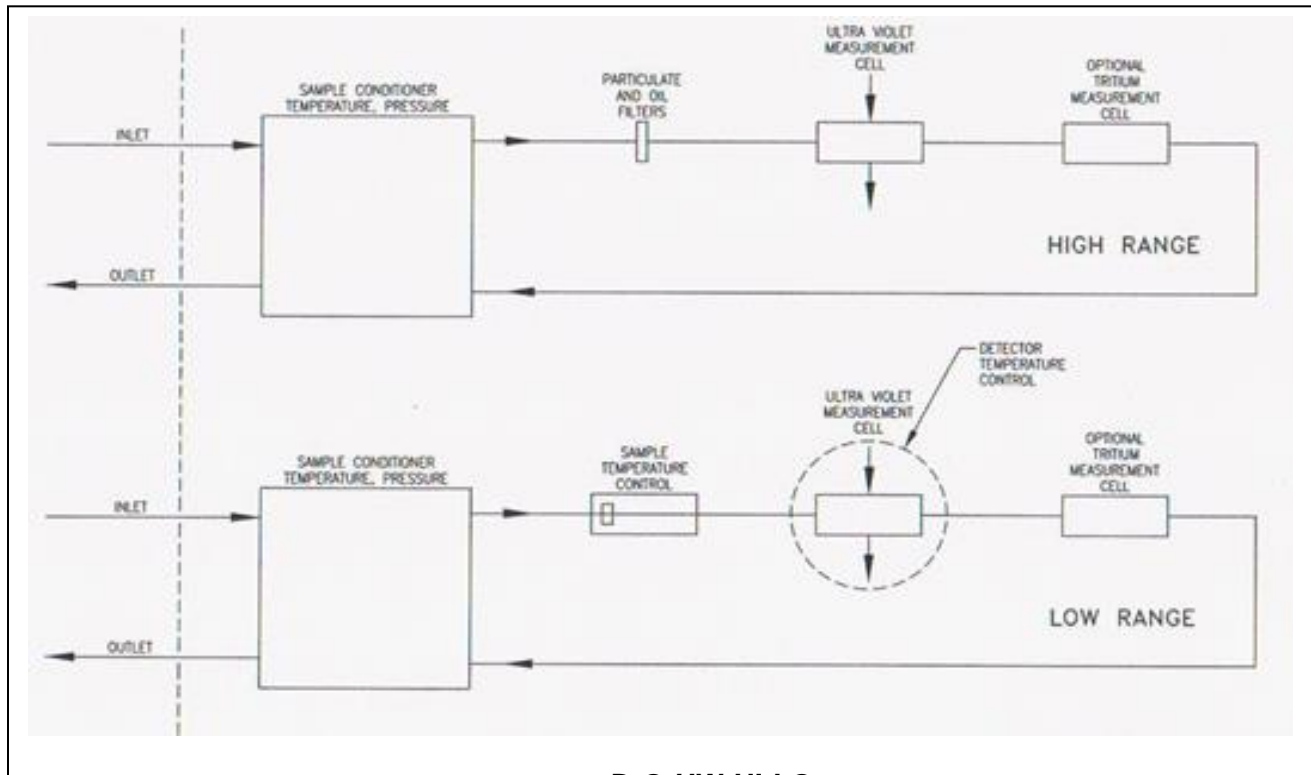 ULTRA VIOLET
MEASUREMENT
CELL
OPTIONAL
TRITIUM
MEASUREMENT
CELL
SAMPLE CONDITIONER
TEMPERATURE, PRESSURE
PARTICULATE
AND OIL
FILTERS
INLET
OUTLET
HIGH RANGE
DETECTOR
TEMPERATURE
CONTROL
ULTRA VIOLET
MEASUREMENT
CELL
OPTIONAL
TRITIUM
MEASUREMENT
CELL
SAMPLE CONDITIONER
TEMPERATURE, PRESSURE
SAMPLE
TEMPERATURE
CONTROL
INLET
OUTLET
LOW RANGE